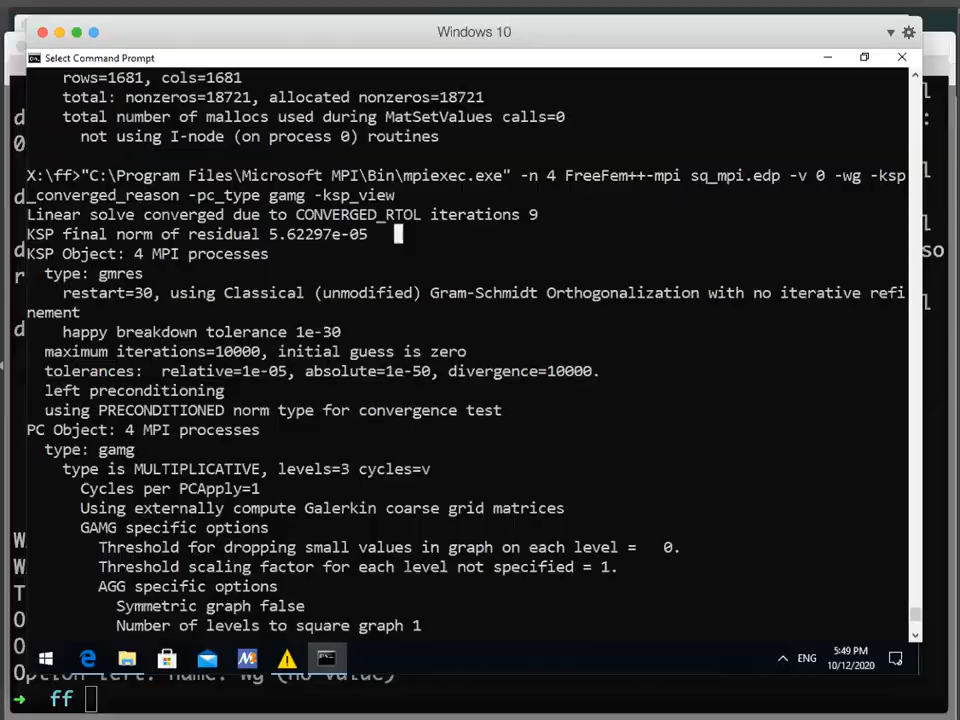 Windows 10
Select Command Prompt
rows=1681, cols=1681
total: nonzeros=18721, allocated nonzeros=18721
total number of mallocs used during MatSetValues calls=0
not using I-node (on process 0) routines
X:\ff>"C:\Program Files\Microsoft MPI\Bin\mpiexec.exe" -n 4 FreeFem++-mpi sq_mpi.edp -v 0 -wg -ksp
_converged_reason -pc_type gamg -ksp_view
Linear solve converged due to CONVERGED_RTOL iterations 9
KSP final norm of residual 5.62297e-05
KSP Object: 4 MPI processes
type: gmres
restart=30, using Classical (unmodified) Gram-Schmidt Orthogonalization with no iterative refi
nement
happy breakdown tolerance 1e-30
maximum iterations=10000, initial guess is zero
tolerances:  relative=1e-05, absolute=1e-50, divergence=10000.
left preconditioning
using PRECONDITIONED norm type for convergence test
PC Object: 4 MPI processes
type: gamg
type is MULTIPLICATIVE, levels=3 cycles=v
Cycles per PCApply=1
Using externally compute Galerkin coarse grid matrices
GAMG specific options
Threshold for dropping small values in graph on each level =   0.
Threshold scaling factor for each level not specified = 1.
AGG specific options
Symmetric graph false
Number of levels to square graph 1
ENG
5:49 PM
10/12/2020
→ ff